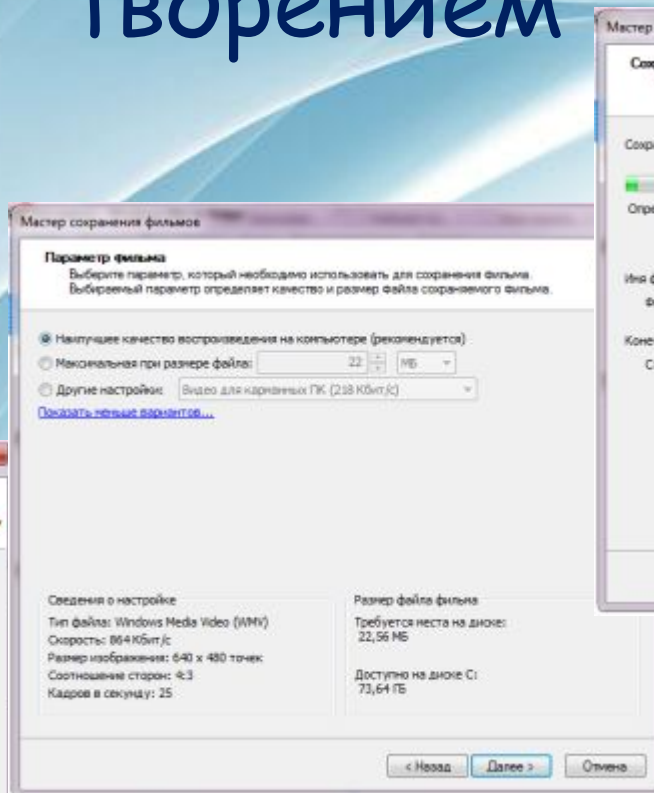 творением
Мастер сохранения фильмов
Параметр фильма
Выберите параметр, который необходимо использовать для сохранения фильма.
Выбираемый параметр определяет качество и размер файла сохраняемого фильма.
Наилучшее качество воспроизведения на компьютере (рекомендуется)
Максимальная при размере файла: 22 МБ
Другие настройки: Видео для карманных ПК (218 Кбит/с)
Показать меньше вариантов...
Сведения о настройке
Тип файла: Windows Media Video (WMV)
Скорость: 864 Кбит/с
Размер изображения: 640 x 480 точек
Соотношение сторон: 4:3
Кадров в секунду: 25
Размер файла фильма
Требуется места на диске:
22,56 МБ
Доступно на диске C:
73,64 ГБ
< Назад
Далее >
Отмена
Мастер